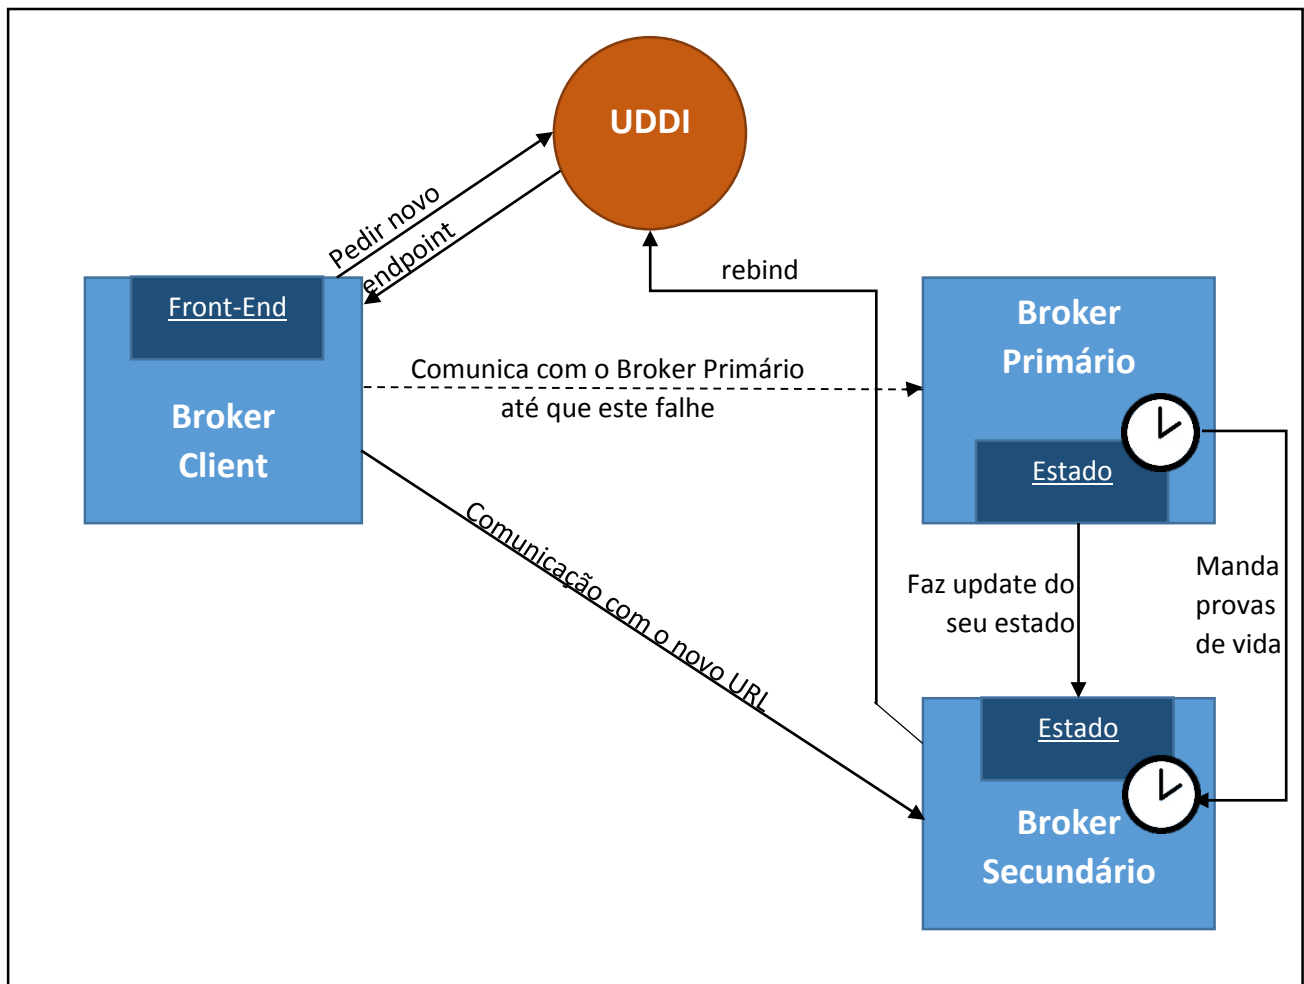 UDDI
Pedir novo
endpoint
rebind
Front-End
Broker
Client
Comunica com o Broker Primário
até que este falhe
Broker
Primário
Estado
Comunicação com o novo URL
Faz update do
seu estado
Manda
provas
de vida
Estado
Broker
Secundário